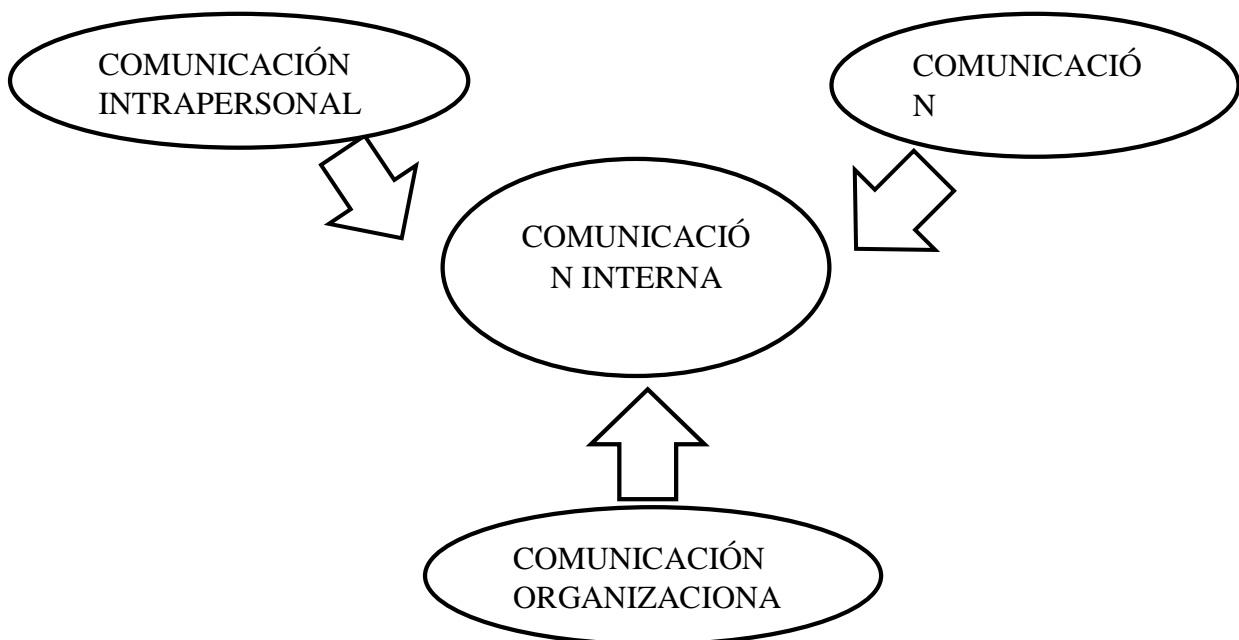 COMUNICACIÓN
INTRAPERSONAL
COMUNICACIÓ
N
COMUNICACIÓ
N INTERNA
COMUNICACIÓN
ORGANIZACIONA